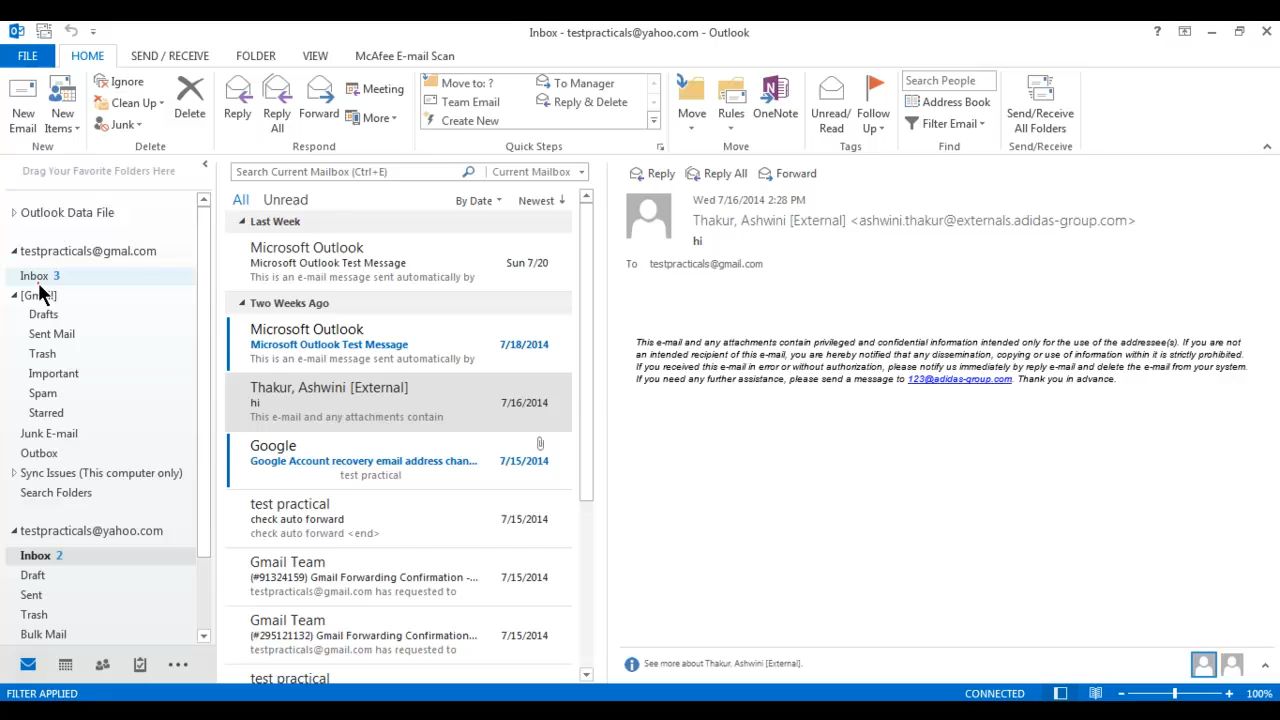 Inbox - testpracticals@yahoo.com - Outlook
FILE HOME SEND / RECEIVE FOLDER VIEW McAfee E-mail Scan
New Email
New Items
New
Ignore
Clean Up
Junk
Delete
Delete
Reply
Reply All
Forward
Meeting
More
Respond
Move to: ?
Team Email
Create New
To Manager
Reply & Delete
Quick Steps
Move
Rules
OneNote
Move
Unread/ Read
Follow Up
Tags
Search People
Address Book
Filter Email
Find
Send/Receive All Folders
Send/Receive
Drag Your Favorite Folders Here
Outlook Data File
testpracticals@gmal.com
Inbox 3
Drafts
Sent Mail
Trash
Important
Spam
Starred
Junk E-mail
Outbox
Sync Issues (This computer only)
Search Folders
testpracticals@yahoo.com
Inbox 2
Draft
Sent
Trash
Bulk Mail
Search Current Mailbox (Ctrl+E) Current Mailbox
All Unread By Date Newest
Last Week
Microsoft Outlook
Microsoft Outlook Test Message Sun 7/20
This is an e-mail message sent automatically by
Two Weeks Ago
Microsoft Outlook
Microsoft Outlook Test Message 7/18/2014
This is an e-mail message sent automatically by
Thakur, Ashwini [External]
hi 7/16/2014
This e-mail and any attachments contain
Google
Google Account recovery email address chan... 7/15/2014
test practical
test practical
check auto forward 7/15/2014
check auto forward <end>
Gmail Team
(#91324159) Gmail Forwarding Confirmation -... 7/15/2014
testpracticals@gmail.com has requested to
Gmail Team
(#295121132) Gmail Forwarding Confirmation... 7/15/2014
testpracticals@gmail.com has requested to
test practical
Reply Reply All Forward
Wed 7/16/2014 2:28 PM
Thakur, Ashwini [External] <ashwini.thakur@externals.adidas-group.com>
hi
To testpracticals@gmail.com
This e-mail and any attachments contain privileged and confidential information intended only for the use of the addressee(s). If you are not
an intended recipient of this e-mail, you are hereby notified that any dissemination, copying or use of information within it is strictly prohibited.
If you received this e-mail in error or without authorization, please notify us immediately by reply e-mail and delete the e-mail from your system.
If you need any further assistance, please send a message to 123@adidas-group.com. Thank you in advance.
See more about Thakur, Ashwini [External].
FILTER APPLIED CONNECTED 100%